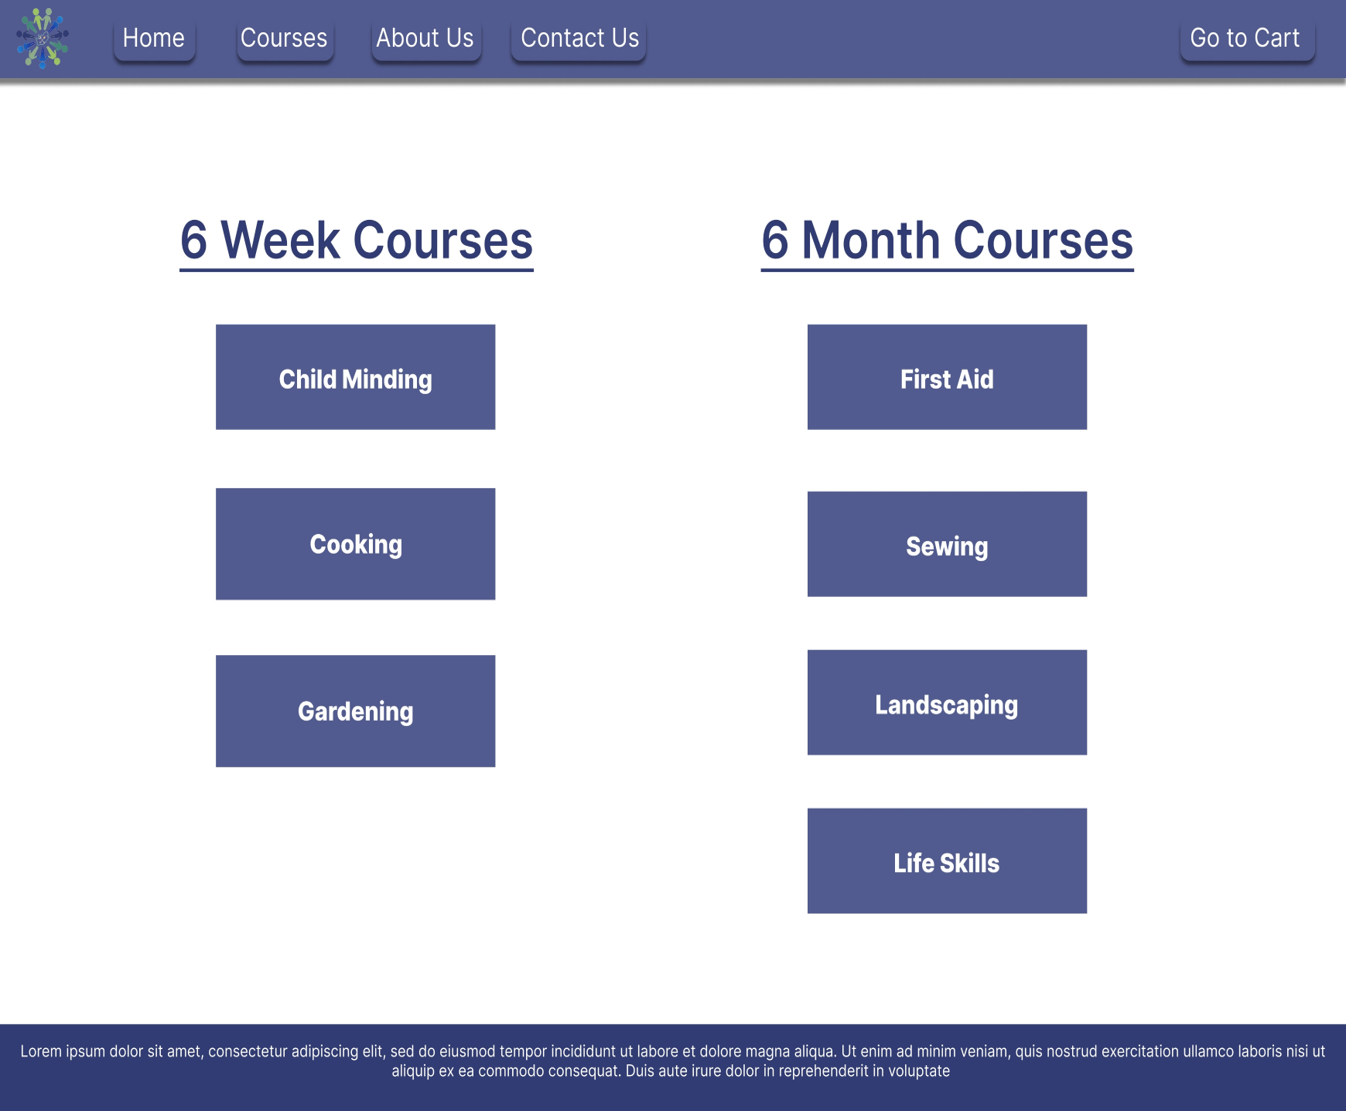 Home
Courses
About Us
Contact Us
Go to Cart
6 Week Courses
6 Month Courses
Child Minding
First Aid
Cooking
Sewing
Gardening
Landscaping
Life Skills
Lorem ipsum dolor sit amet, consectetur adipiscing elit, sed do eiusmod tempor incididunt ut labore et dolore magna aliqua. Ut enim ad minim veniam, quis nostrud exercitation ullamco laboris nisi ut
aliquip ex ea commodo consequat. Duis aute irure dolor in reprehenderit in voluptate